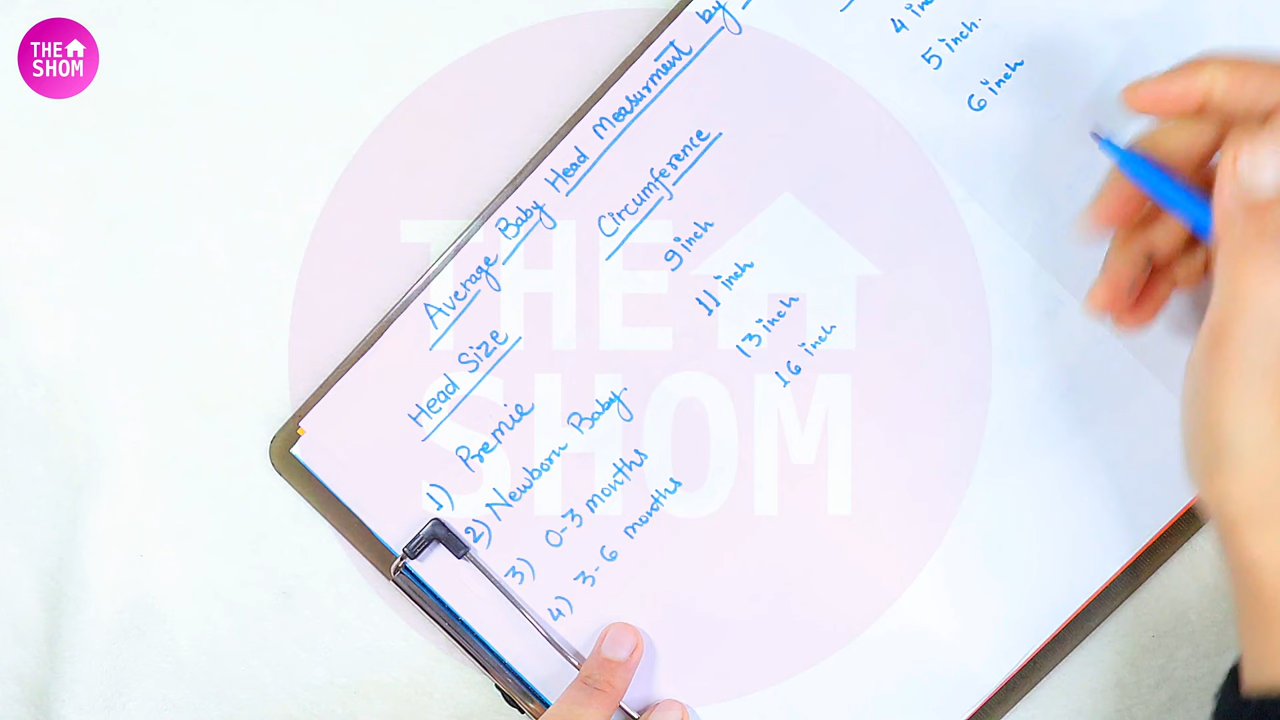 THE
SHOM
Average Baby Head Measurment by
Head Size Circumference
1) Premie 9 inch
2) Newborn Baby. 11 inch 4
3) 0-3 months 13 inch 5 inch.
4) 3-6 months 16 inch 6 inch
THE
SHOM